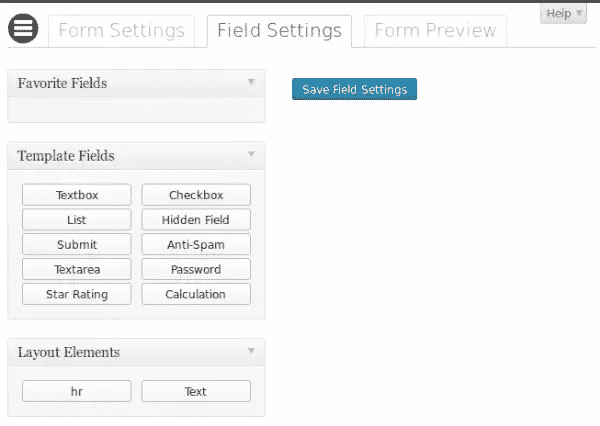 Help
Form Settings Field Settings Form Preview
Favorite Fields
Save Field Settings
Template Fields
Textbox Checkbox
List Hidden Field
Submit Anti-Spam
Textarea Password
Star Rating Calculation
Layout Elements
hr Text